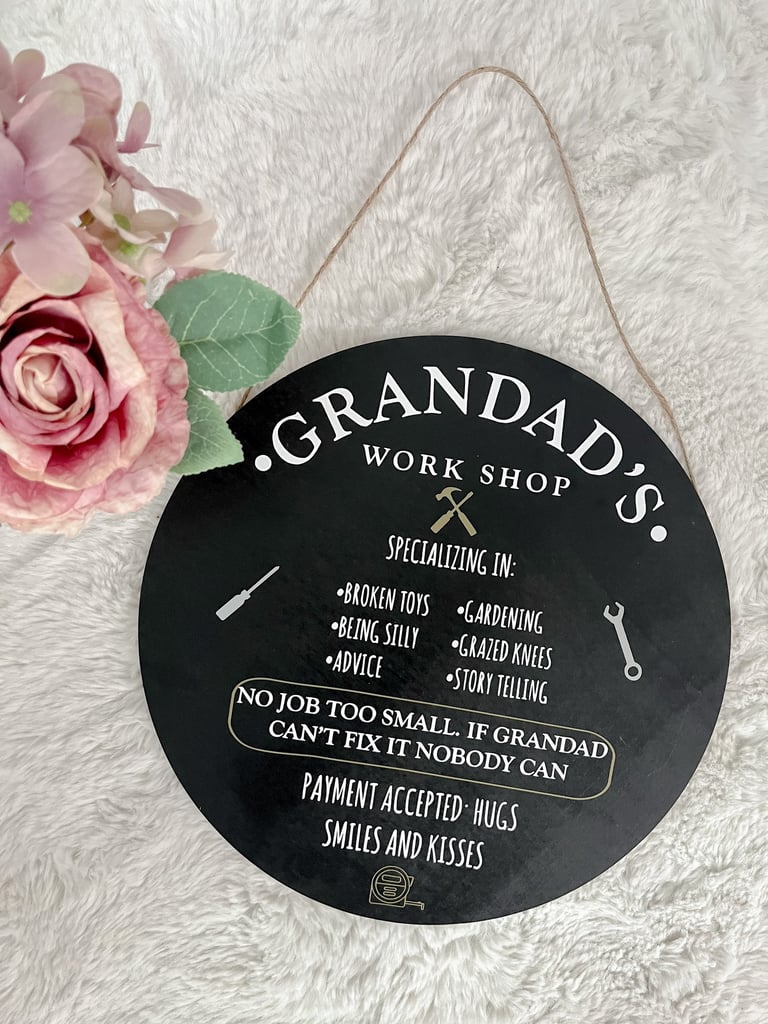 •GRANDAD'S•
WORK SHOP
SPECIALIZING IN:
•BROKEN TOYS
•BEING SILLY
•ADVICE
•GARDENING
•GRAZED KNEES
•STORY TELLING
NO JOB TOO SMALL. IF GRANDAD
CAN'T FIX IT NOBODY CAN
PAYMENT ACCEPTED· HUGS
SMILES AND KISSES